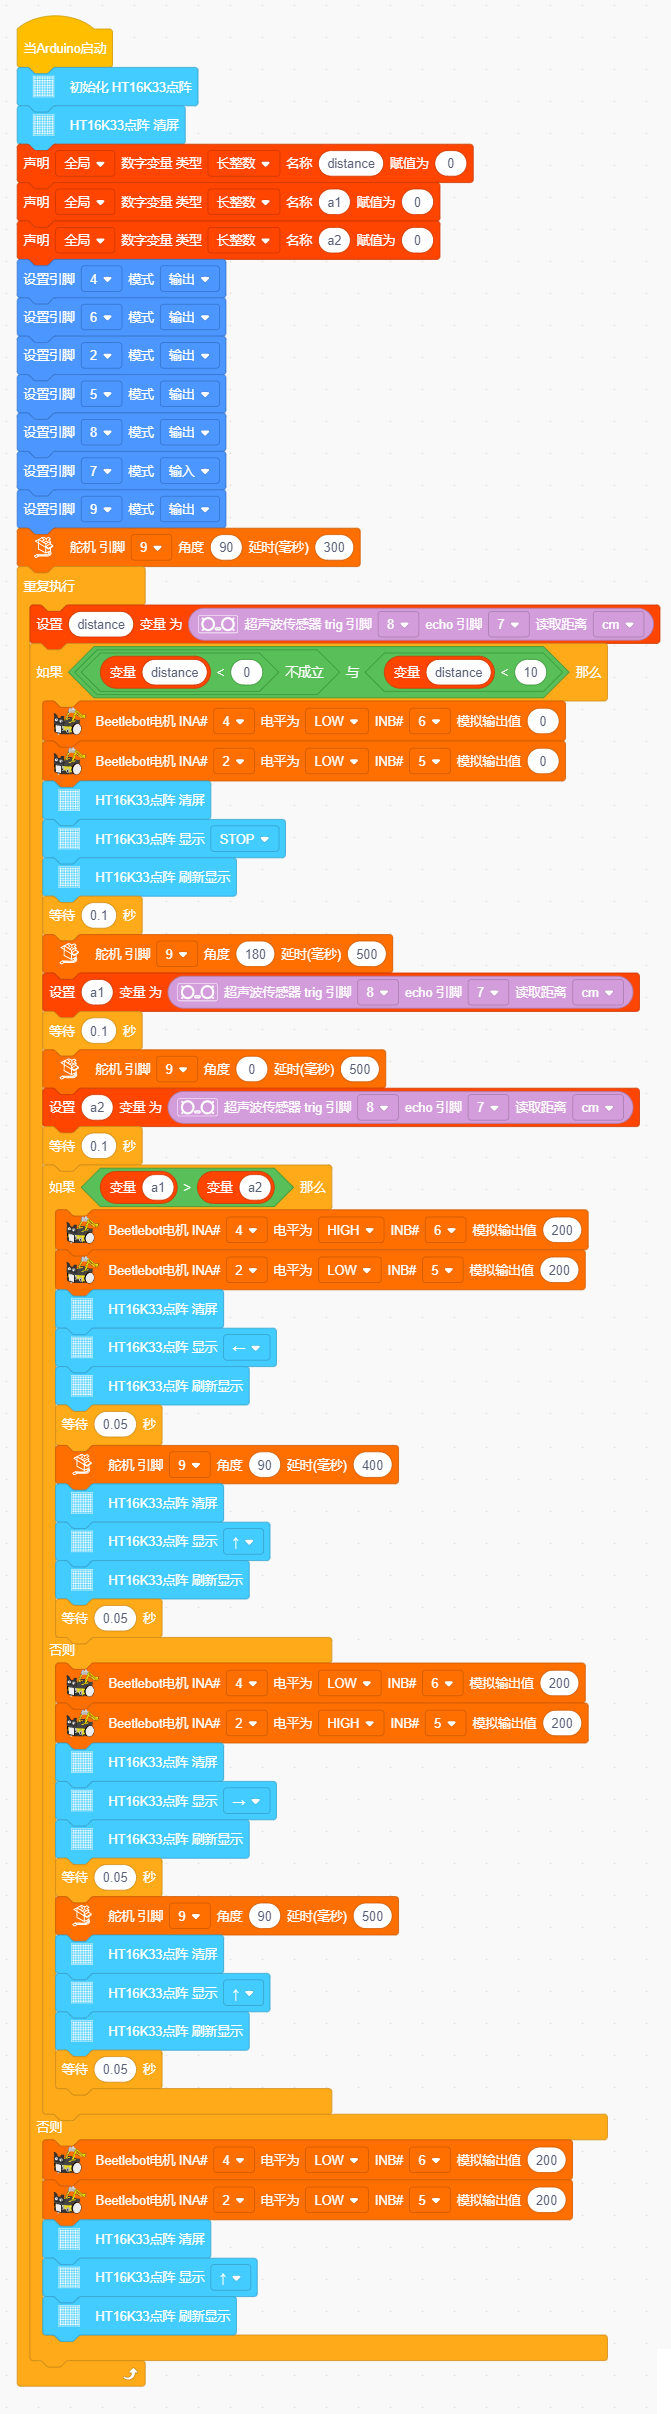 当Arduino启动
初始化 HT16K33点阵
HT16K33点阵 清屏
声明 全局 数字变量 类型 长整数 名称 distance 赋值为 0
声明 全局 数字变量 类型 长整数 名称 a1 赋值为 0
声明 全局 数字变量 类型 长整数 名称 a2 赋值为 0
设置引脚 4 模式 输出
设置引脚 6 模式 输出
设置引脚 2 模式 输出
设置引脚 5 模式 输出
设置引脚 8 模式 输出
设置引脚 7 模式 输入
设置引脚 9 模式 输出
舵机 引脚 9 角度 90 延时(毫秒) 300
重复执行
设置 distance 变量 为 超声波传感器 trig 引脚 8 echo 引脚 7 读取距离 cm
如果 变量 distance < 0 不成立 与 变量 distance < 10 那么
Beetlebot电机 INA# 4 电平为 LOW INB# 6 模拟输出值 0
Beetlebot电机 INA# 2 电平为 LOW INB# 5 模拟输出值 0
HT16K33点阵 清屏
HT16K33点阵 显示 STOP
HT16K33点阵 刷新显示
等待 0.1 秒
舵机 引脚 9 角度 180 延时(毫秒) 500
设置 a1 变量 为 超声波传感器 trig 引脚 8 echo 引脚 7 读取距离 cm
等待 0.1 秒
舵机 引脚 9 角度 0 延时(毫秒) 500
设置 a2 变量 为 超声波传感器 trig 引脚 8 echo 引脚 7 读取距离 cm
等待 0.1 秒
如果 变量 a1 > 变量 a2 那么
Beetlebot电机 INA# 4 电平为 HIGH INB# 6 模拟输出值 200
Beetlebot电机 INA# 2 电平为 LOW INB# 5 模拟输出值 200
HT16K33点阵 清屏
HT16K33点阵 显示 ←
HT16K33点阵 刷新显示
等待 0.05 秒
舵机 引脚 9 角度 90 延时(毫秒) 400
HT16K33点阵 清屏
HT16K33点阵 显示 ↑
HT16K33点阵 刷新显示
等待 0.05 秒
否则
Beetlebot电机 INA# 4 电平为 LOW INB# 6 模拟输出值 200
Beetlebot电机 INA# 2 电平为 HIGH INB# 5 模拟输出值 200
HT16K33点阵 清屏
HT16K33点阵 显示 →
HT16K33点阵 刷新显示
等待 0.05 秒
舵机 引脚 9 角度 90 延时(毫秒) 500
HT16K33点阵 清屏
HT16K33点阵 显示 ↑
HT16K33点阵 刷新显示
等待 0.05 秒
否则
Beetlebot电机 INA# 4 电平为 LOW INB# 6 模拟输出值 200
Beetlebot电机 INA# 2 电平为 LOW INB# 5 模拟输出值 200
HT16K33点阵 清屏
HT16K33点阵 显示 ↑
HT16K33点阵 刷新显示